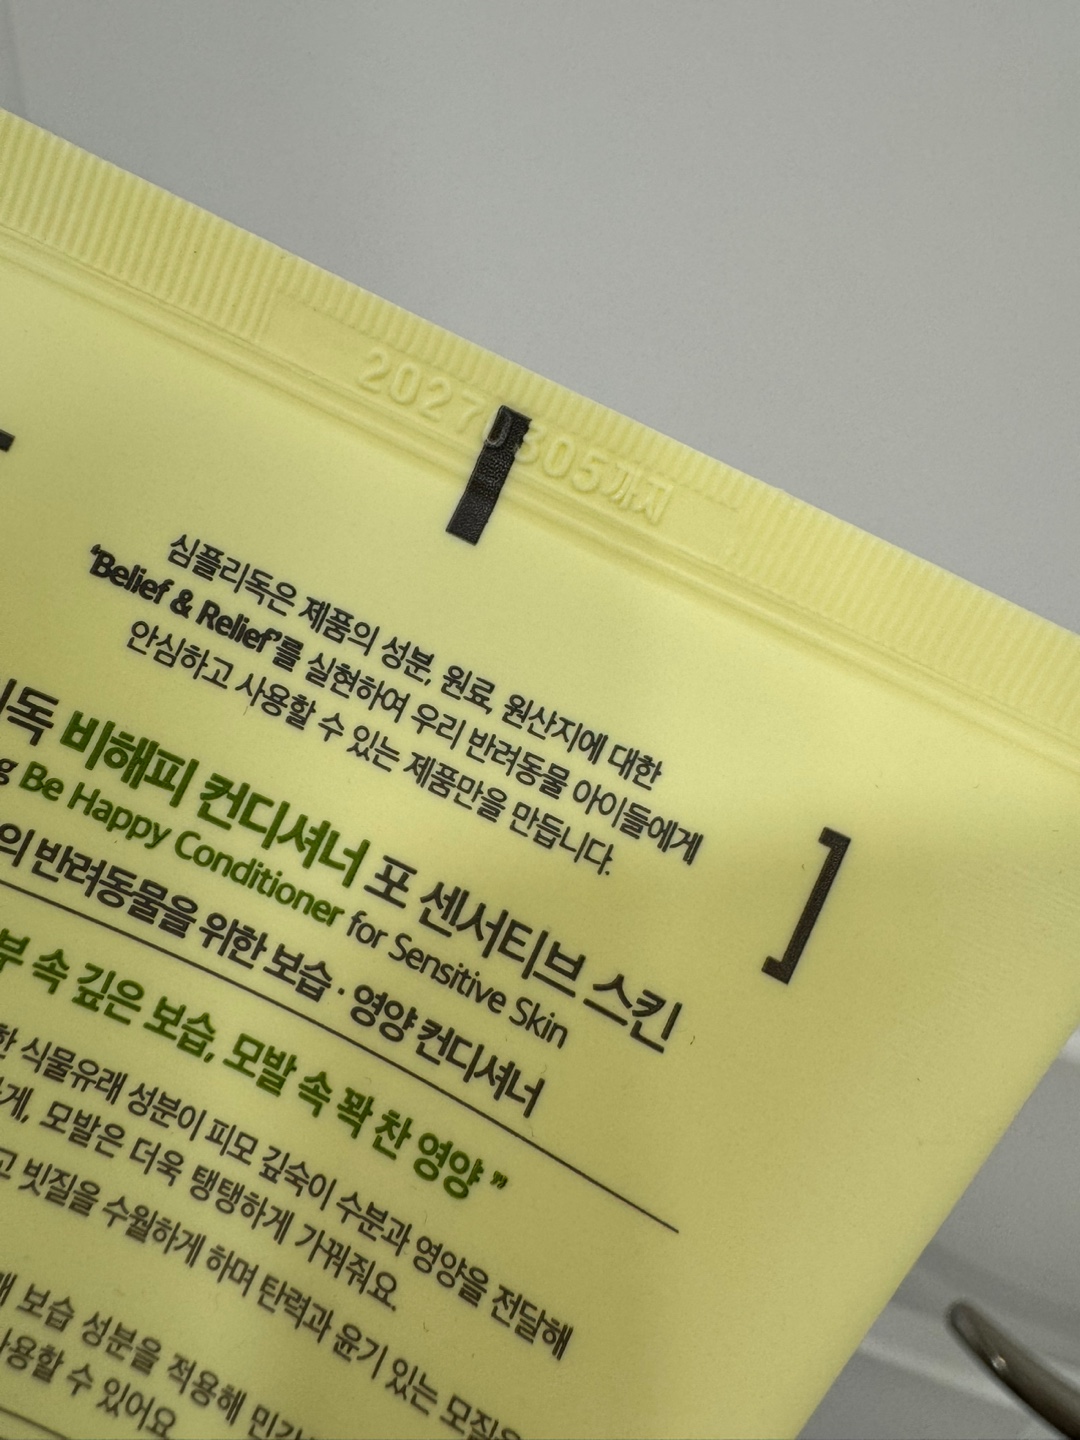 20270305까지
심플리독은 제품의 성분, 원료, 원산지에 대한
‘Belief & Relief’를 실현하여 우리 반려동물 아이들에게
안심하고 사용할 수 있는 제품만을 만듭니다.
비해피 컨디셔너 포 센서티브 스킨
Be Happy Conditioner for Sensitive Skin
반려동물을 위한 보습 · 영양 컨디셔너
속 깊은 보습, 모발 속 꽉 찬 영양 ”
식물유래 성분이 피모 깊숙이 수분과 영양을 전달해
모발은 더욱 탱탱하게 가꿔줘요.
빗질을 수월하게 하며 탄력과 윤기 있는
보습 성분을 적용해
수 있어요
]